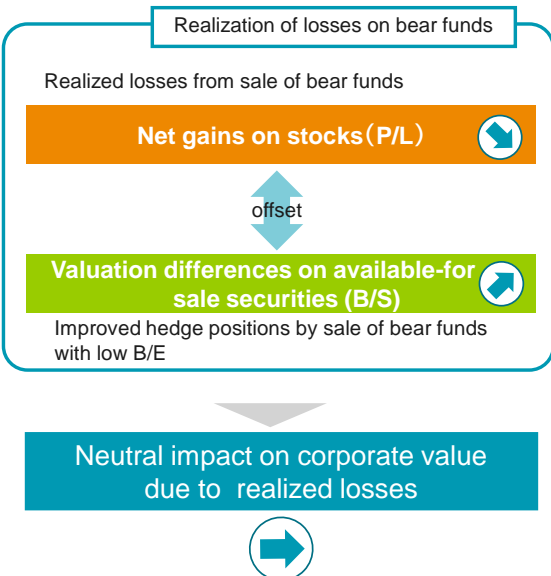 Realization of losses on bear funds
Realized losses from sale of bear funds
Net gains on stocks（P/L）
offset
Valuation differences on available-for
sale securities (B/S)
Improved hedge positions by sale of bear funds
with low B/E
Neutral impact on corporate value
due to realized losses